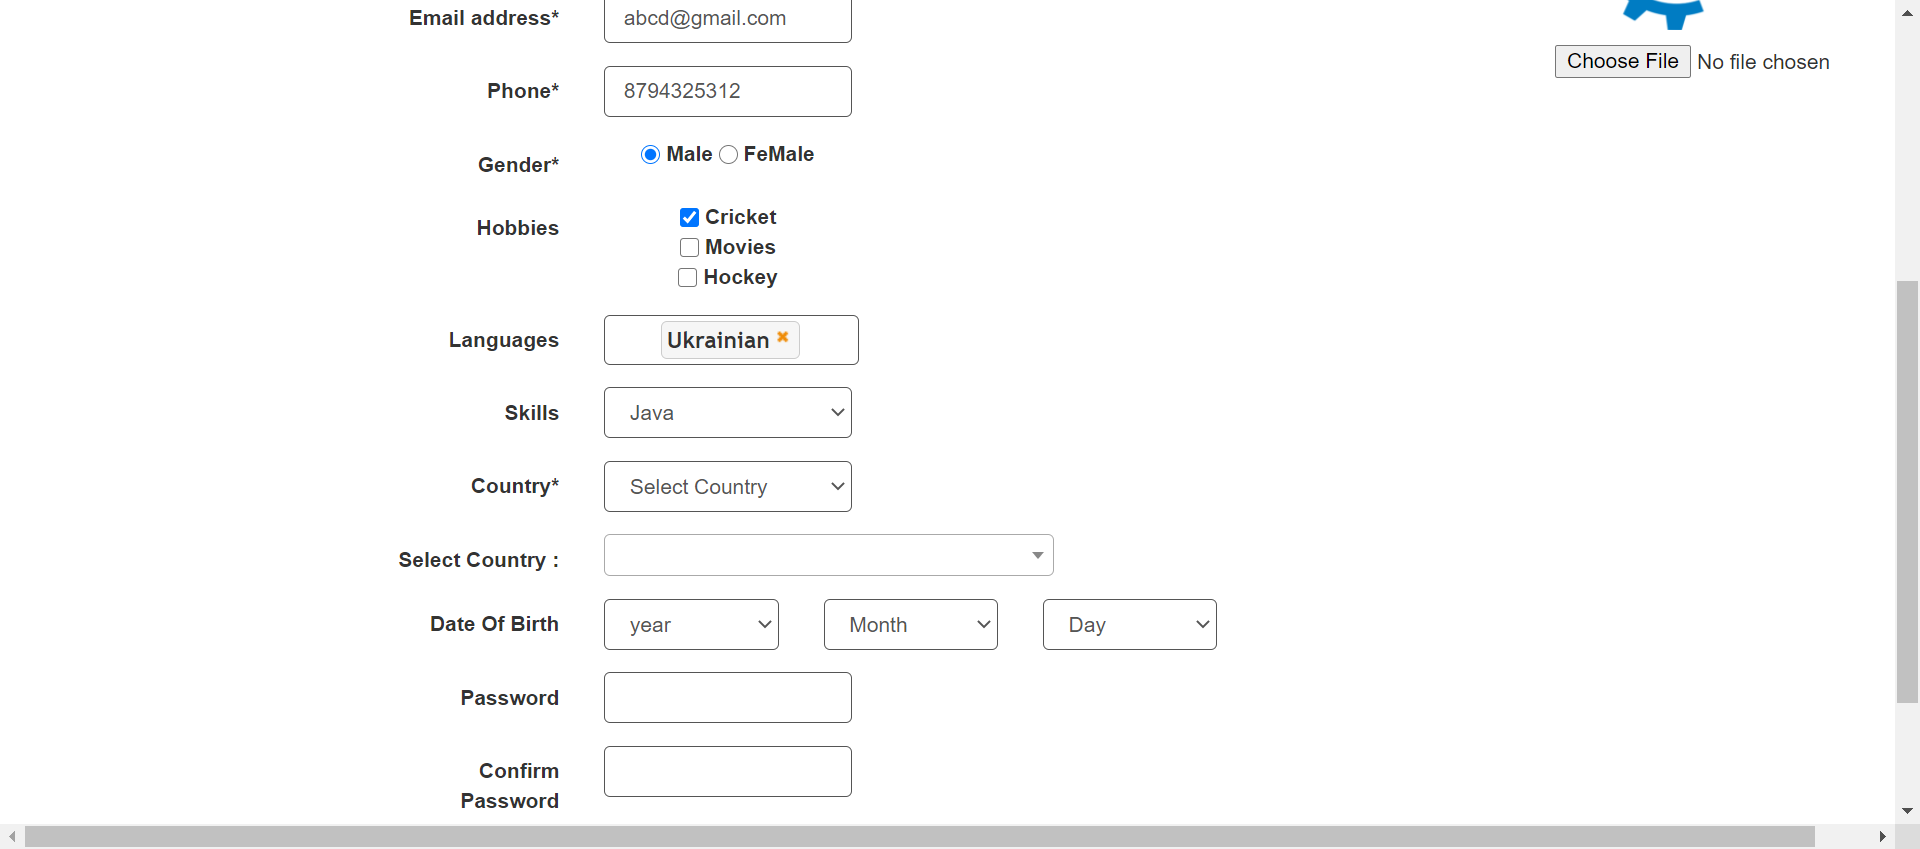 Email address* abcd@gmail.com
Choose File No file chosen
Phone* 8794325312
Gender* Male FeMale
Hobbies Cricket
Movies
Hockey
Languages Ukrainian
Skills Java
Country* Select Country
Select Country :
Date Of Birth year Month Day
Password
Confirm
Password